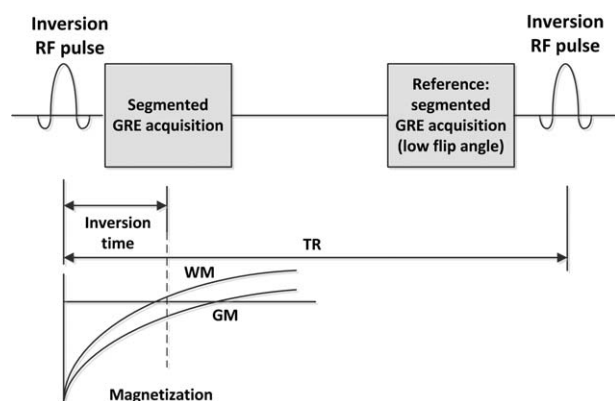 Inversion
RF pulse
Inversion
RF pulse
Segmented
GRE acquisition
Reference:
segmented
GRE acquisition
(low flip angle)
Inversion
time
TR
WM
GM
Magnetization